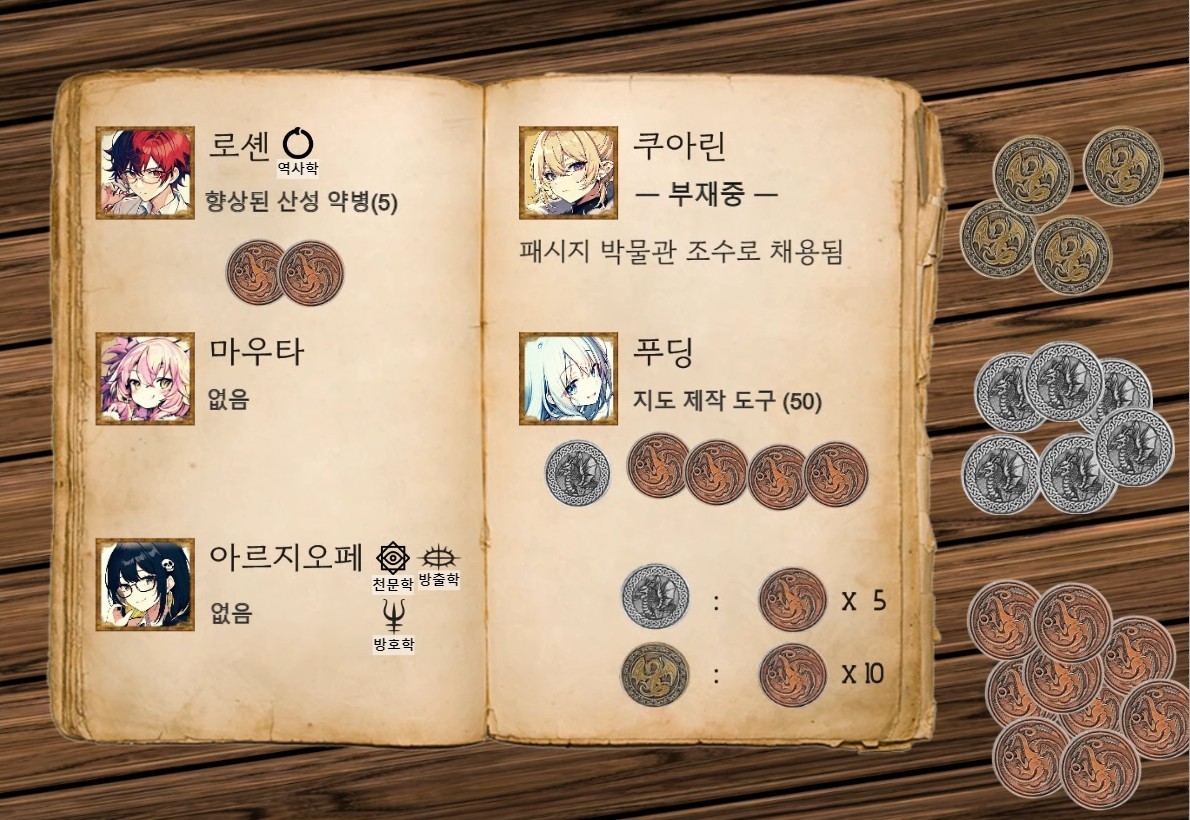 로셴
역사학
향상된 산성 약병(5)
마우타
없음
아르지오페
천문학 방출학
없음
방호학
쿠아린
— 부재중 —
패시지 박물관 조수로 채용됨
푸딩
지도 제작 도구 (50)
: X 5
: X 10